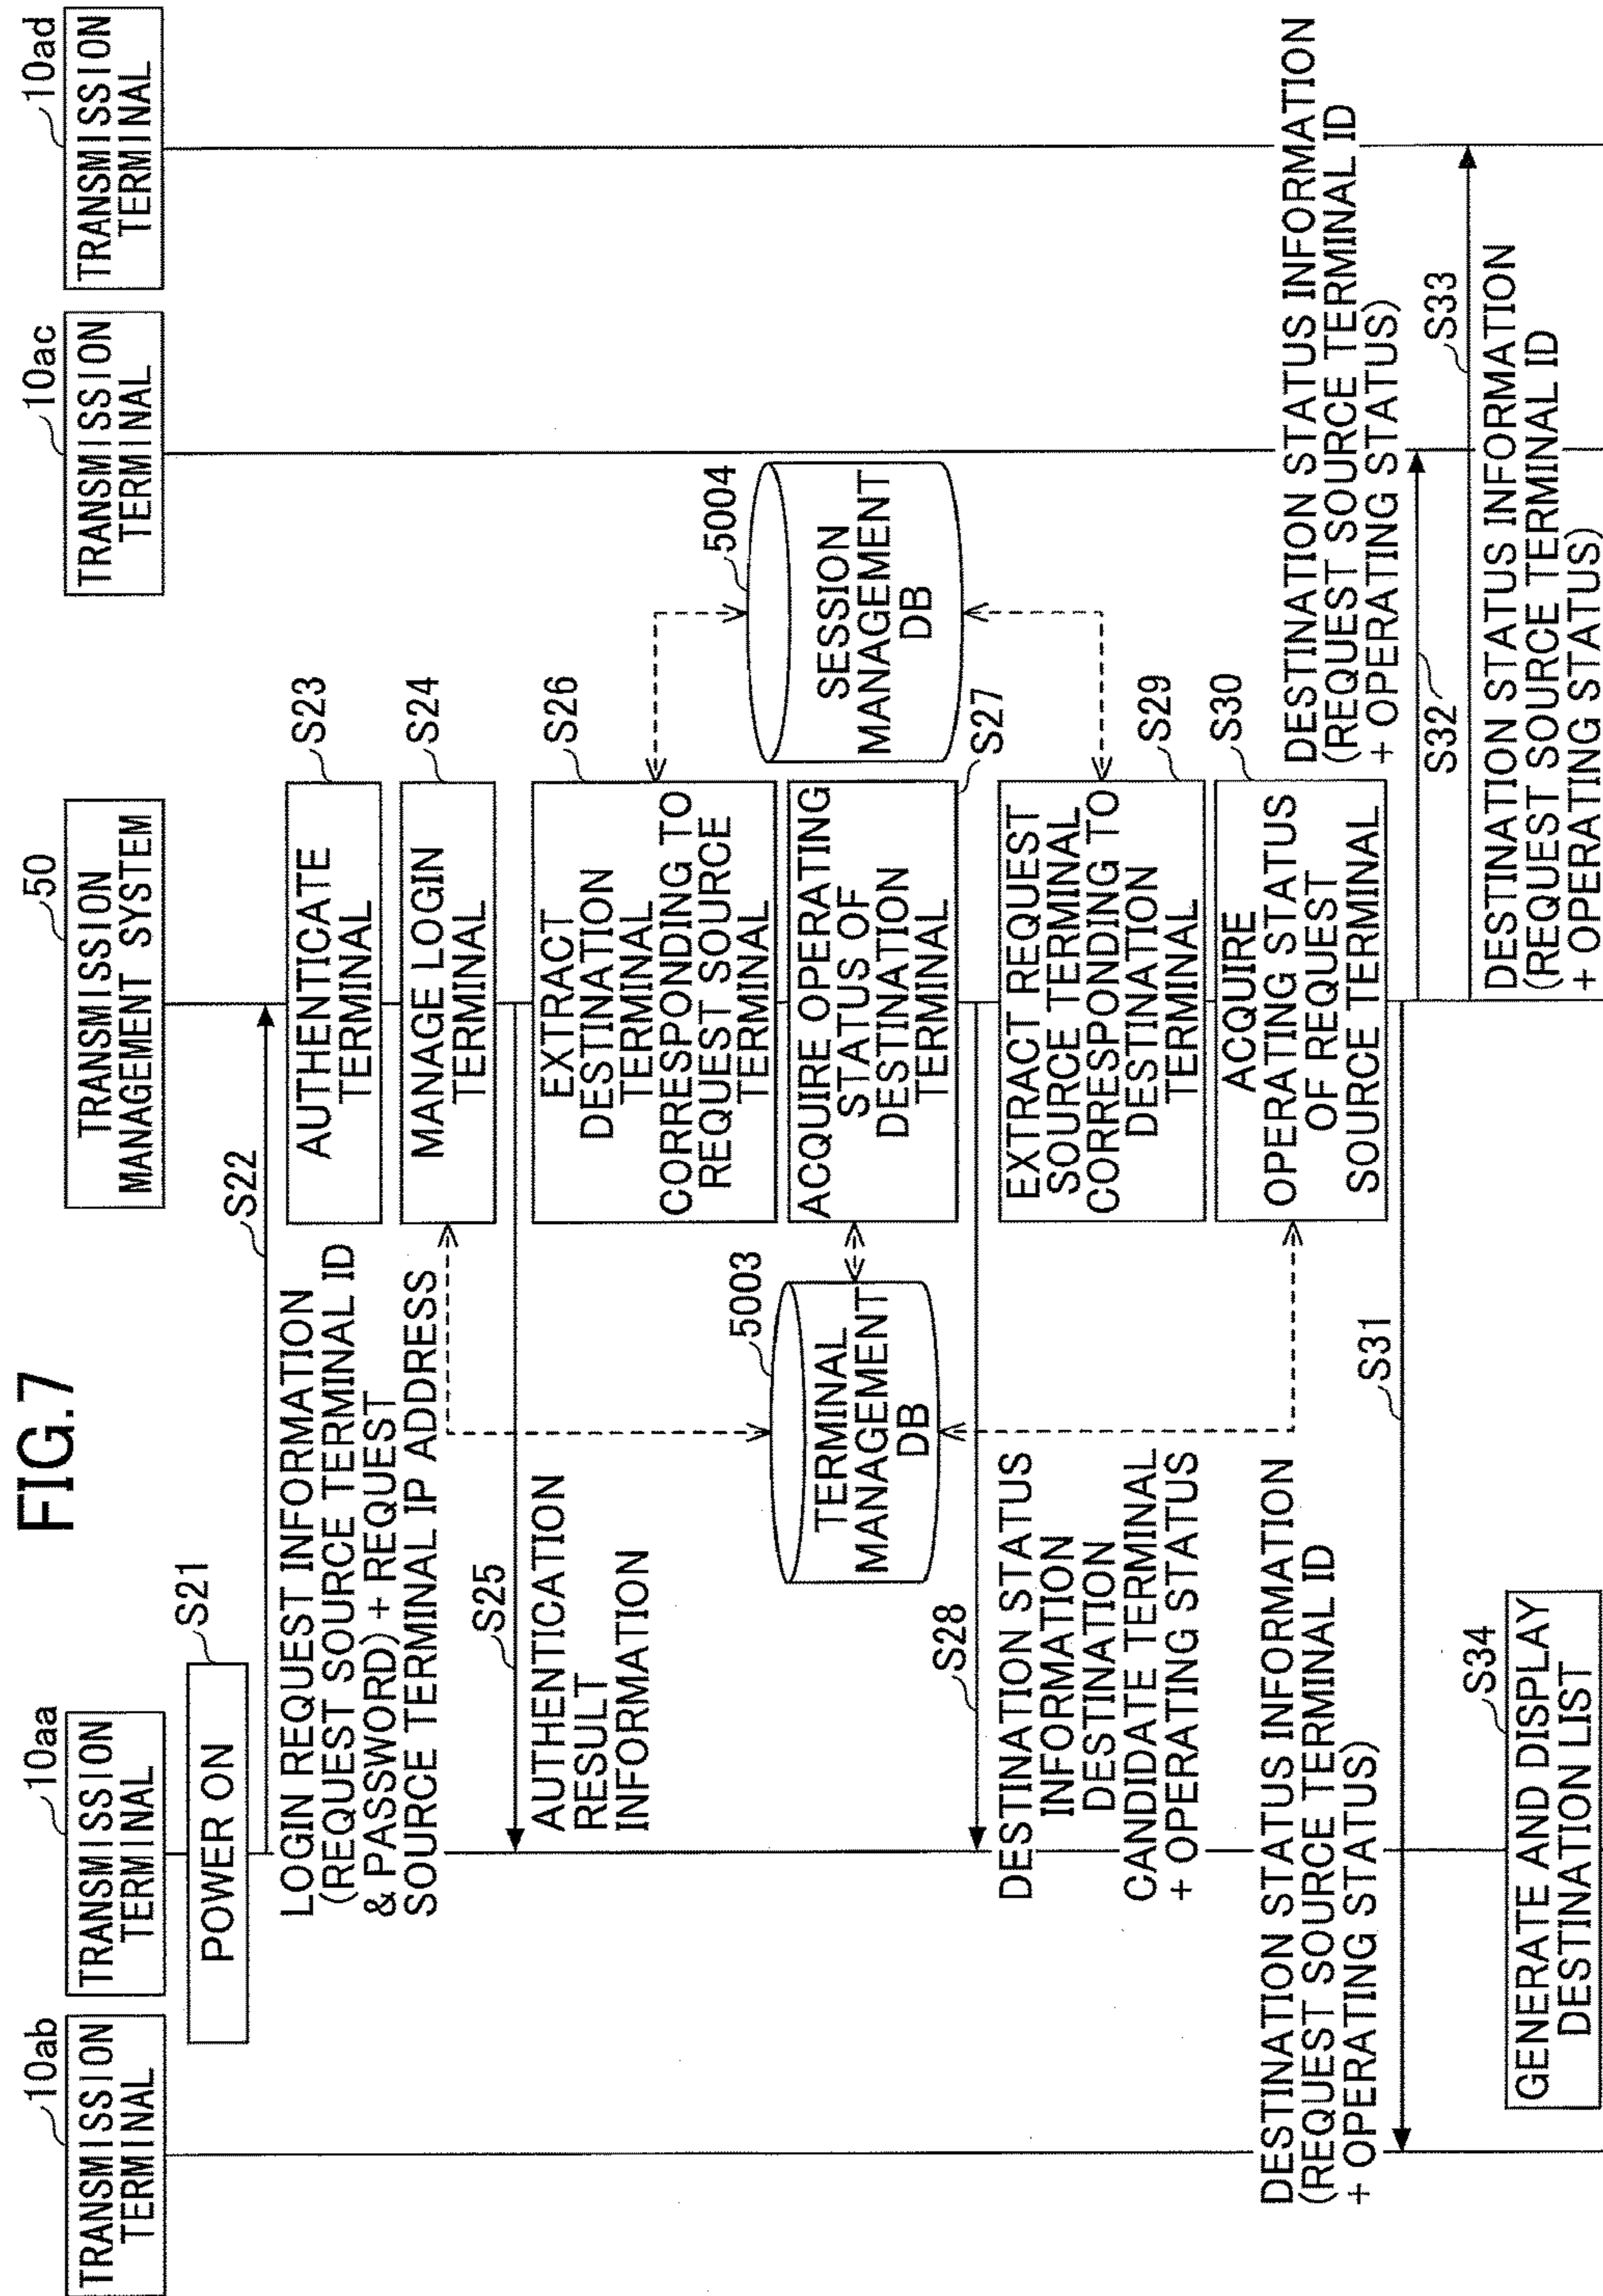 FIG.7
10ab
TRANSMISSION
TERMINAL
10aa
TRANSMISSION
TERMINAL
50
TRANSMISSION
MANAGEMENT SYSTEM
10ac
TRANSMISSION
TERMINAL
10ad
TRANSMISSION
TERMINAL
S21
POWER ON
S22
LOGIN REQUEST INFORMATION
(REQUEST SOURCE TERMINAL ID
& PASSWORD) + REQUEST
SOURCE TERMINAL IP ADDRESS
S23
AUTHENTICATE
TERMINAL
S24
MANAGE LOGIN
TERMINAL
S25
AUTHENTICATION
RESULT
INFORMATION
S26
EXTRACT
DESTINATION
TERMINAL
CORRESPONDING TO
REQUEST SOURCE
TERMINAL
5003
TERMINAL
MANAGEMENT
DB
5004
SESSION
MANAGEMENT
DB
ACQUIRE OPERATING
STATUS OF
DESTINATION
TERMINAL
S27
S28
DESTINATION STATUS
INFORMATION
DESTINATION
CANDIDATE TERMINAL
+ OPERATING STATUS
EXTRACT REQUEST
SOURCE TERMINAL
CORRESPONDING TO
DESTINATION
TERMINAL
S29
ACQUIRE
OPERATING STATUS
OF REQUEST
SOURCE TERMINAL
S30
DESTINATION STATUS INFORMATION
(REQUEST SOURCE TERMINAL ID
+ OPERATING STATUS)
S31
DESTINATION STATUS INFORMATION
(REQUEST SOURCE TERMINAL ID
+ OPERATING STATUS)
S32
S33
DESTINATION STATUS INFORMATION
(REQUEST SOURCE TERMINAL ID
+ OPERATING STATUS)
S34
GENERATE AND DISPLAY
DESTINATION LIST